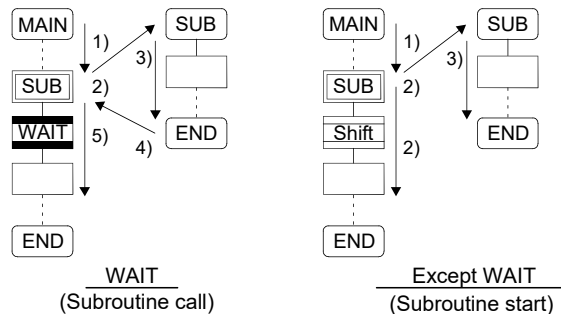 MAIN
1)
SUB
2)
WAIT
5)
END
SUB
3)
4)
END
WAIT
(Subroutine call)
MAIN
1)
SUB
2)
Shift
2)
END
SUB
3)
END
Except WAIT
(Subroutine start)